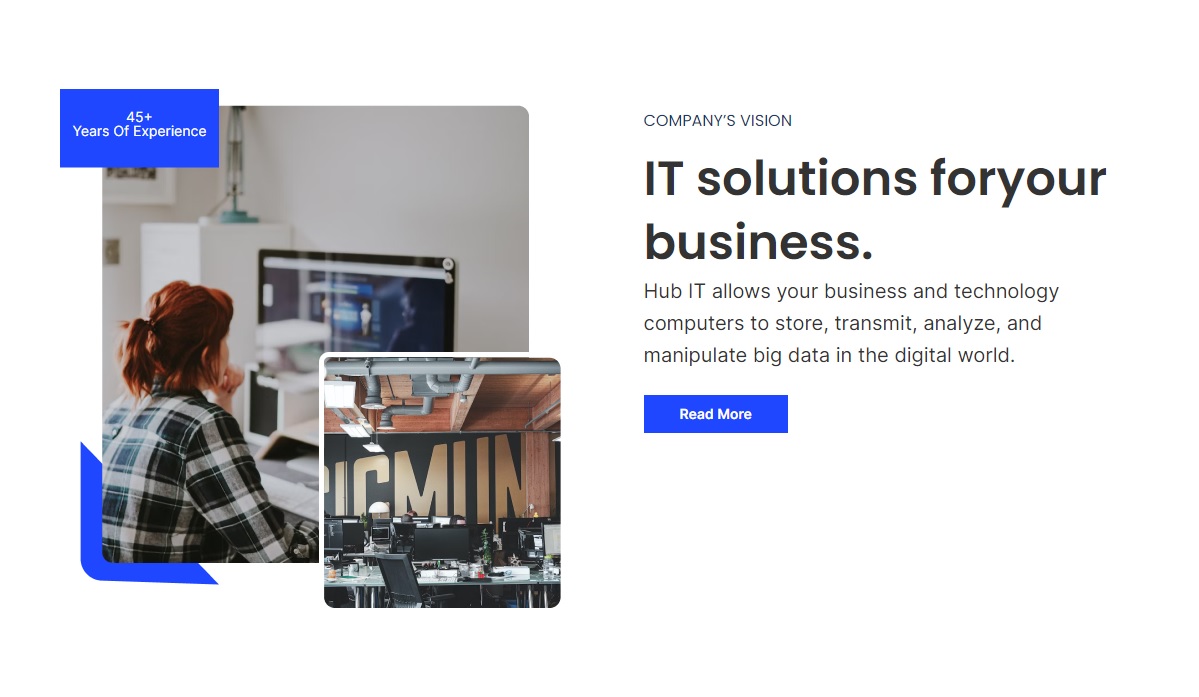 45+
Years Of Experience
COMPANY'S VISION
IT solutions foryour
business.
Hub IT allows your business and technology
computers to store, transmit, analyze, and
manipulate big data in the digital world.
Read More